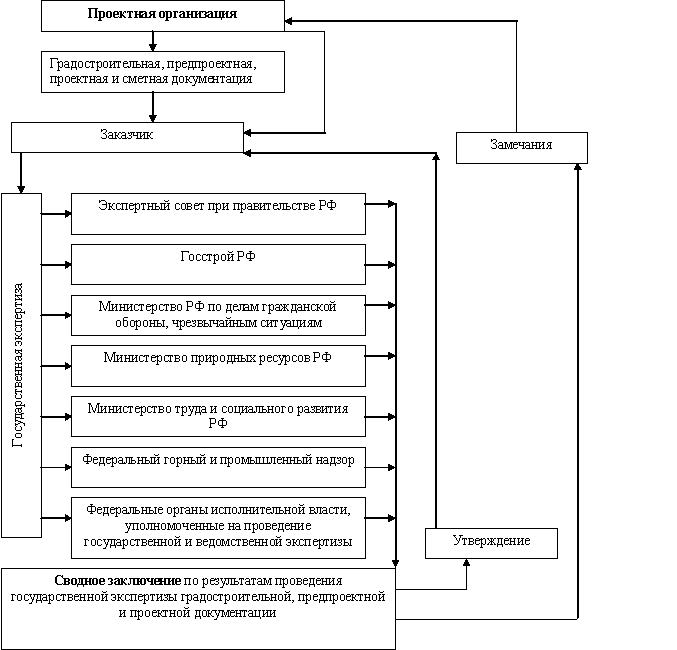 Проектная организация
Градостроительная, предпроектная,
проектная и сметная документация
Заказчик
Замечания
Государственная экспертиза
Экспертный совет при правительстве РФ
Госстрой РФ
Министерство РФ по делам гражданской
обороны, чрезвычайным ситуациям
Министерство природных ресурсов РФ
Министерство труда и социального развития
РФ
Федеральный горный и промышленный надзор
Федеральные органы исполнительной власти,
уполномоченные на проведение
государственной и ведомственной экспертизы
Утверждение
Сводное заключение по результатам проведения
государственной экспертизы градостроительной, предпроектной
и проектной документации